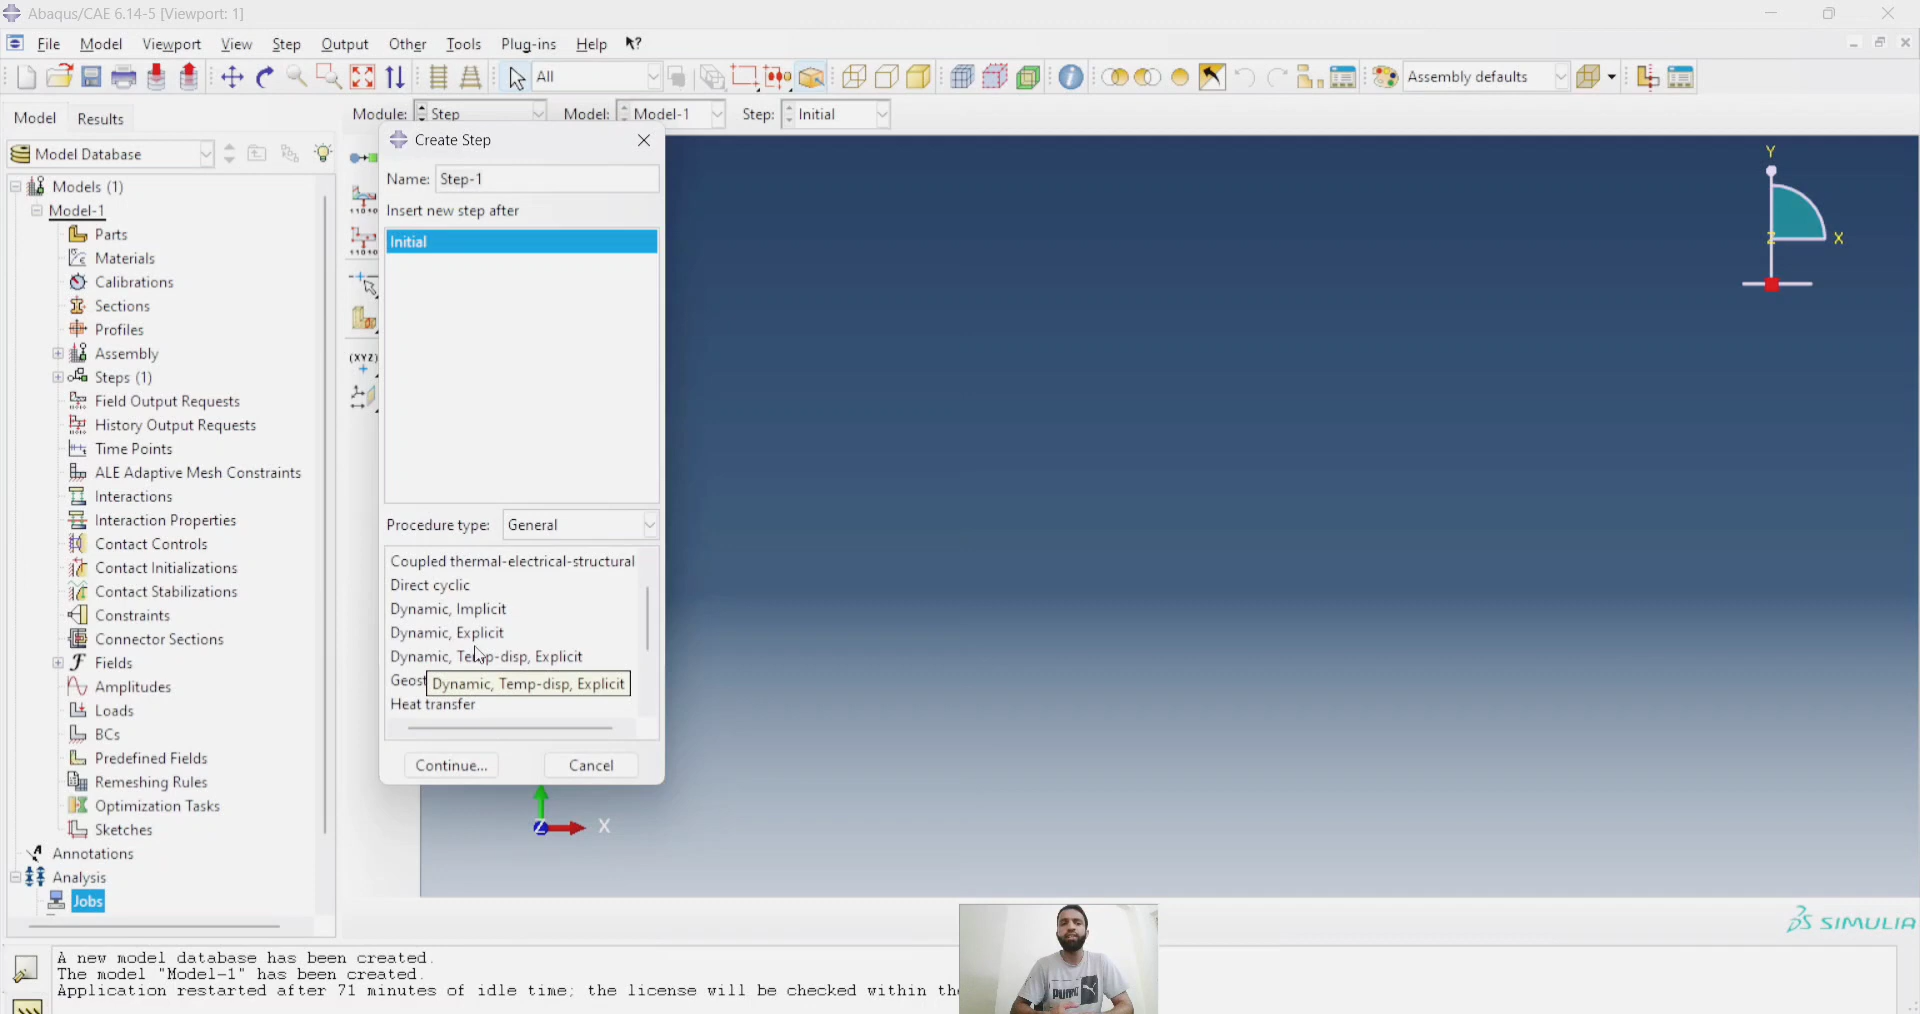 Abaqus/CAE 6.14-5 [Viewport: 1]
File Model Viewport View Step Output Other Tools Plug-ins Help ?
All Assembly defaults
Model Results Module: Step Model: Model-1 Step: Initial
Model Database
Models (1)
Model-1
Parts
Materials
Calibrations
Sections
Profiles
Assembly
Steps (1)
Field Output Requests
History Output Requests
Time Points
ALE Adaptive Mesh Constraints
Interactions
Interaction Properties
Contact Controls
Contact Initializations
Contact Stabilizations
Constraints
Connector Sections
Fields
Amplitudes
Loads
BCs
Predefined Fields
Remeshing Rules
Optimization Tasks
Sketches
Annotations
Analysis
Jobs
(XYZ)
Create Step
Name: Step-1
Insert new step after
Initial
Procedure type: General
Coupled thermal-electrical-structural
Direct cyclic
Dynamic, Implicit
Dynamic, Explicit
Dynamic, Temp-disp, Explicit
Geost
Dynamic, Temp-disp, Explicit
Heat transfer
Continue... Cancel
Y
Z X
Z X
SIMULIA
A new model database has been created.
The model "Model-1" has been created.
Application restarted after 71 minutes of idle time; the license will be checked within the
PUMA